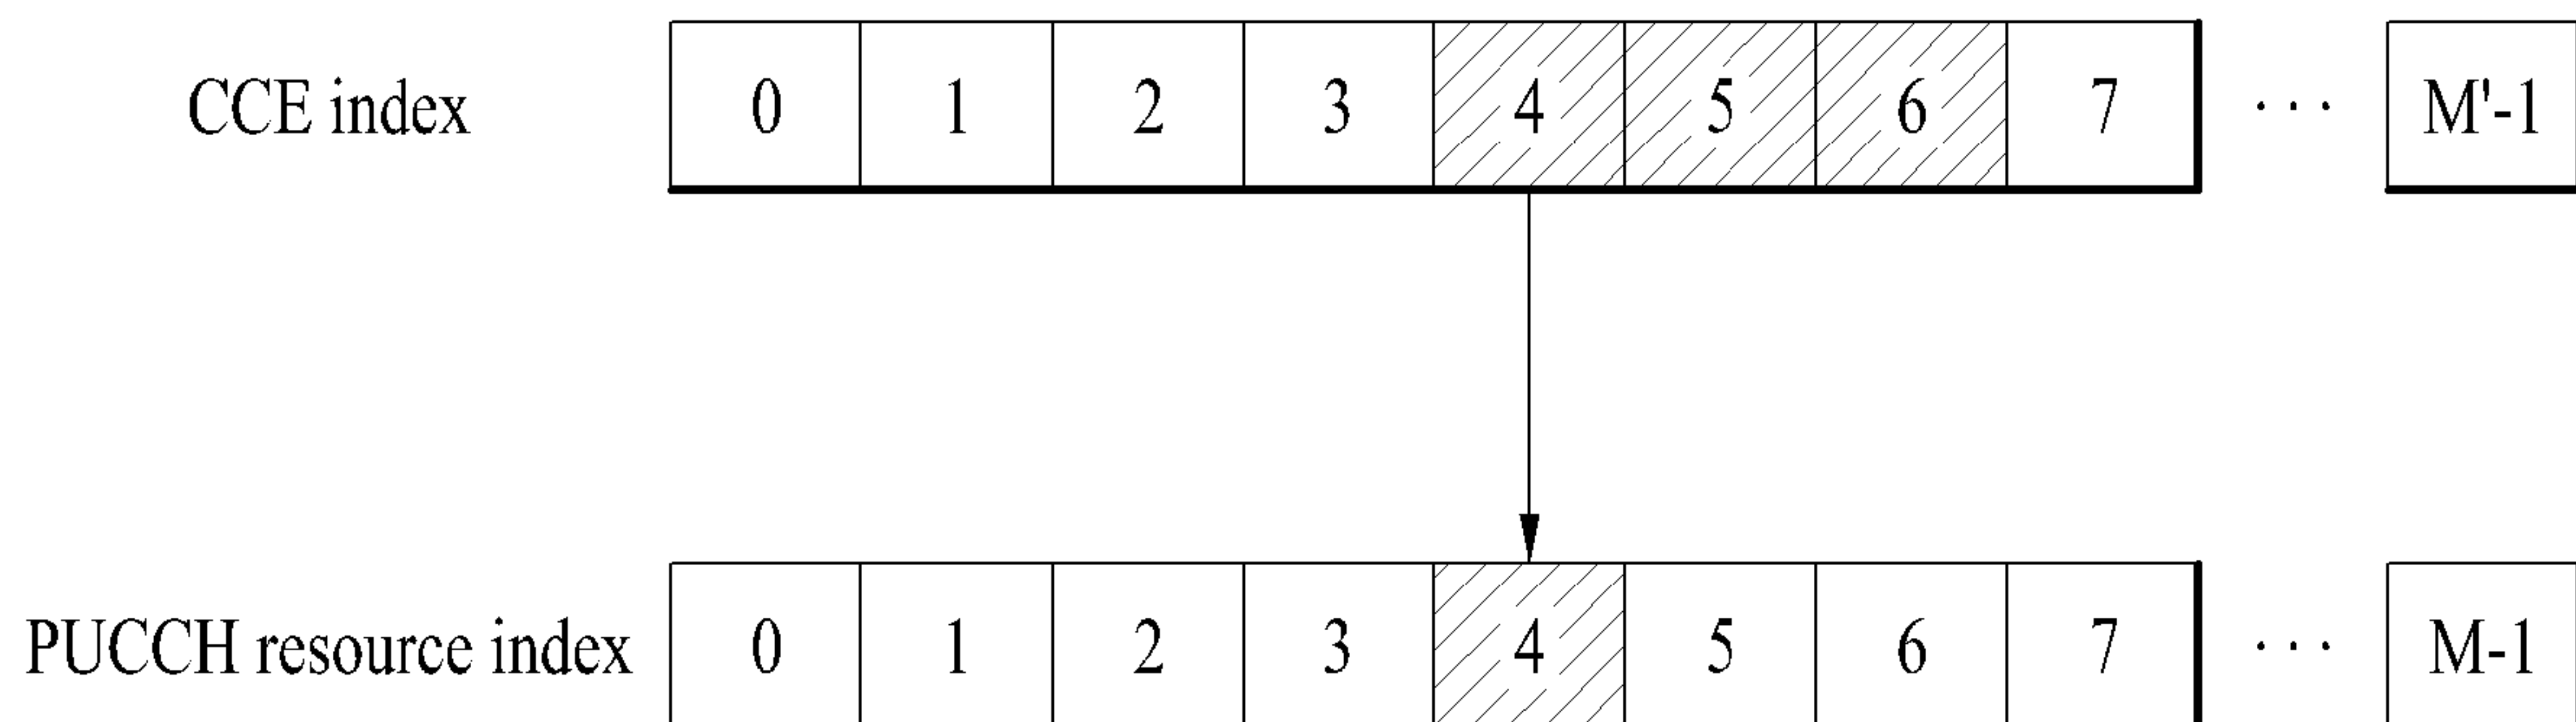 CCE index 0 1 2 3 4 5 6 7 ... M'-1
PUCCH resource index 0 1 2 3 4 5 6 7 ... M-1